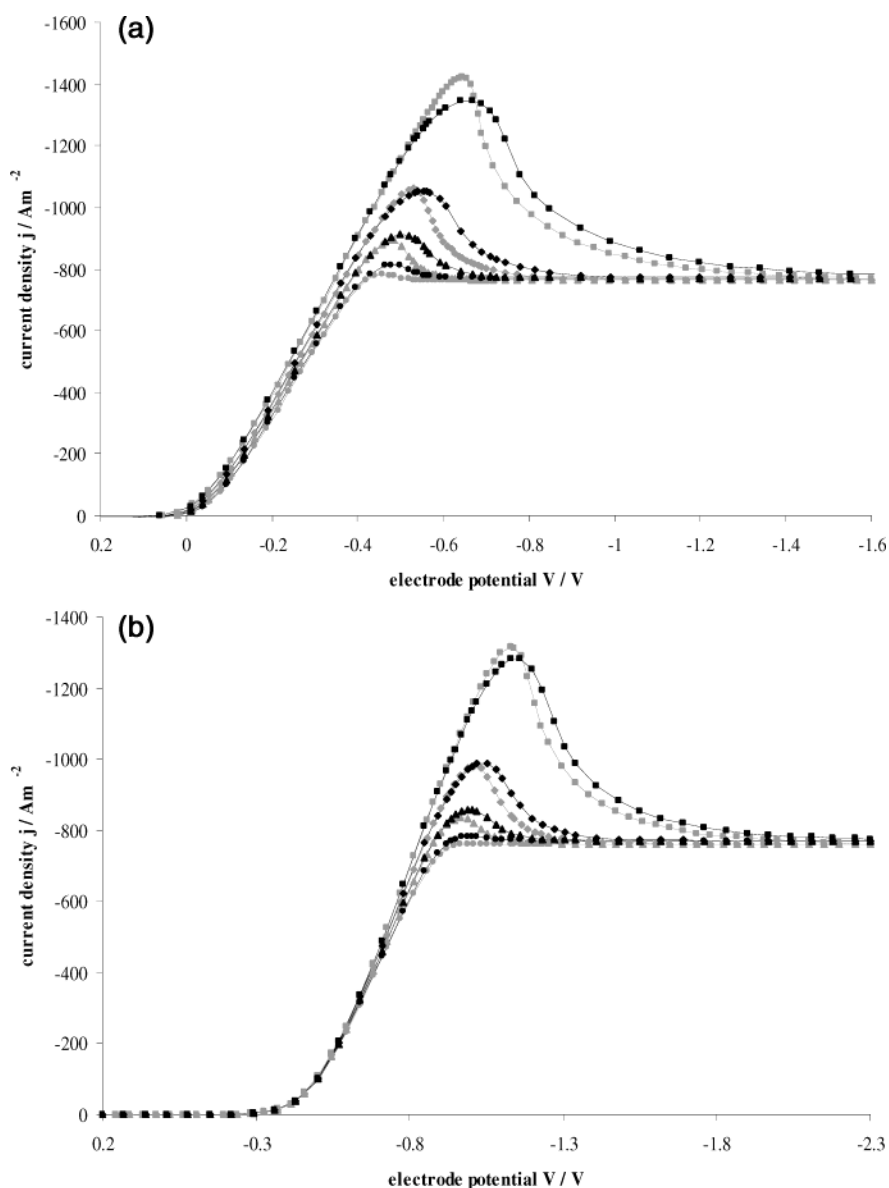 (a)
-1600
-1400
-1200
-1000
-800
-600
-400
-200
0
current density j / Am⁻²
0.2 0 -0.2 -0.4 -0.6 -0.8 -1 -1.2 -1.4 -1.6
electrode potential V / V
(b)
-1400
-1200
-1000
-800
-600
-400
-200
0
current density j / Am⁻²
0.2 -0.3 -0.8 -1.3 -1.8 -2.3
electrode potential V / V